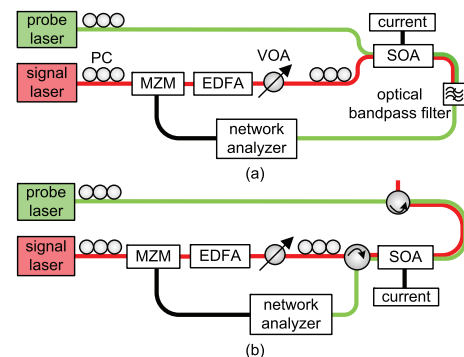 probe
laser
current
PC
VOA
SOA
signal
laser
MZM
EDFA
optical
bandpass filter
network
analyzer
(a)
probe
laser
signal
laser
MZM
EDFA
SOA
current
network
analyzer
(b)